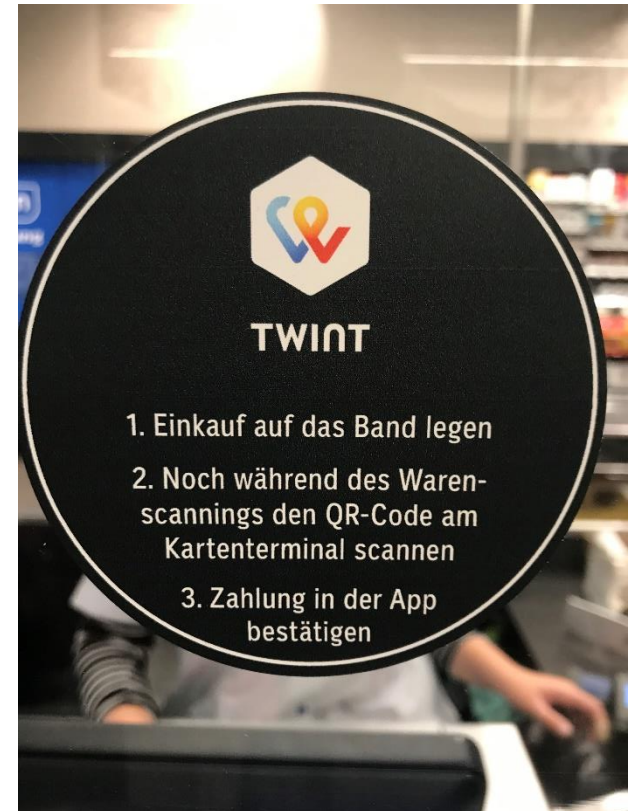 TWINT
1. Einkauf auf das Band legen
2. Noch während des Waren-
scannings den QR-Code am
Kartenterminal scannen
3. Zahlung in der App
bestätigen